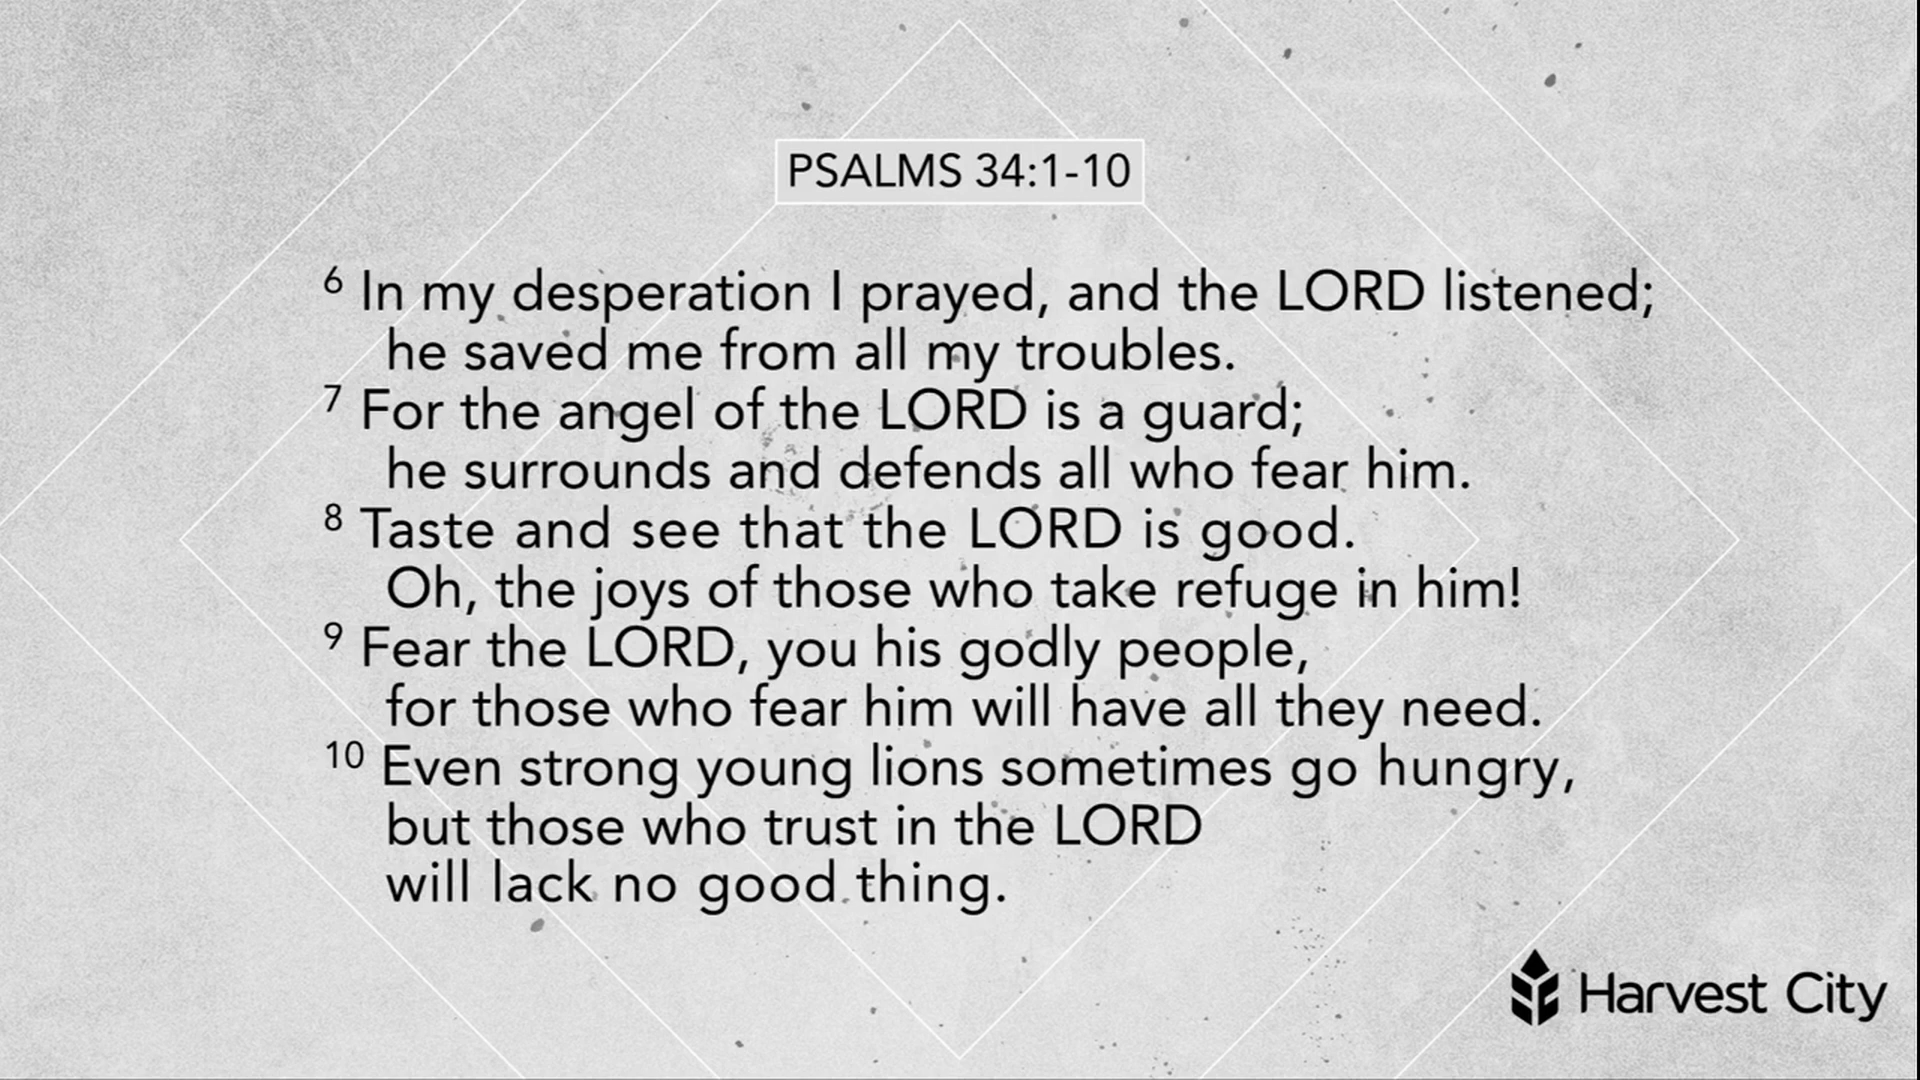 PSALMS 34:1-10
6 In my desperation I prayed, and the LORD listened;
he saved me from all my troubles.
7 For the angel of the LORD is a guard;
he surrounds and defends all who fear him.
8 Taste and see that the LORD is good.
Oh, the joys of those who take refuge in him!
9 Fear the LORD, you his godly people,
for those who fear him will have all they need.
10 Even strong young lions sometimes go hungry,
but those who trust in the LORD
will lack no good thing.
Harvest City